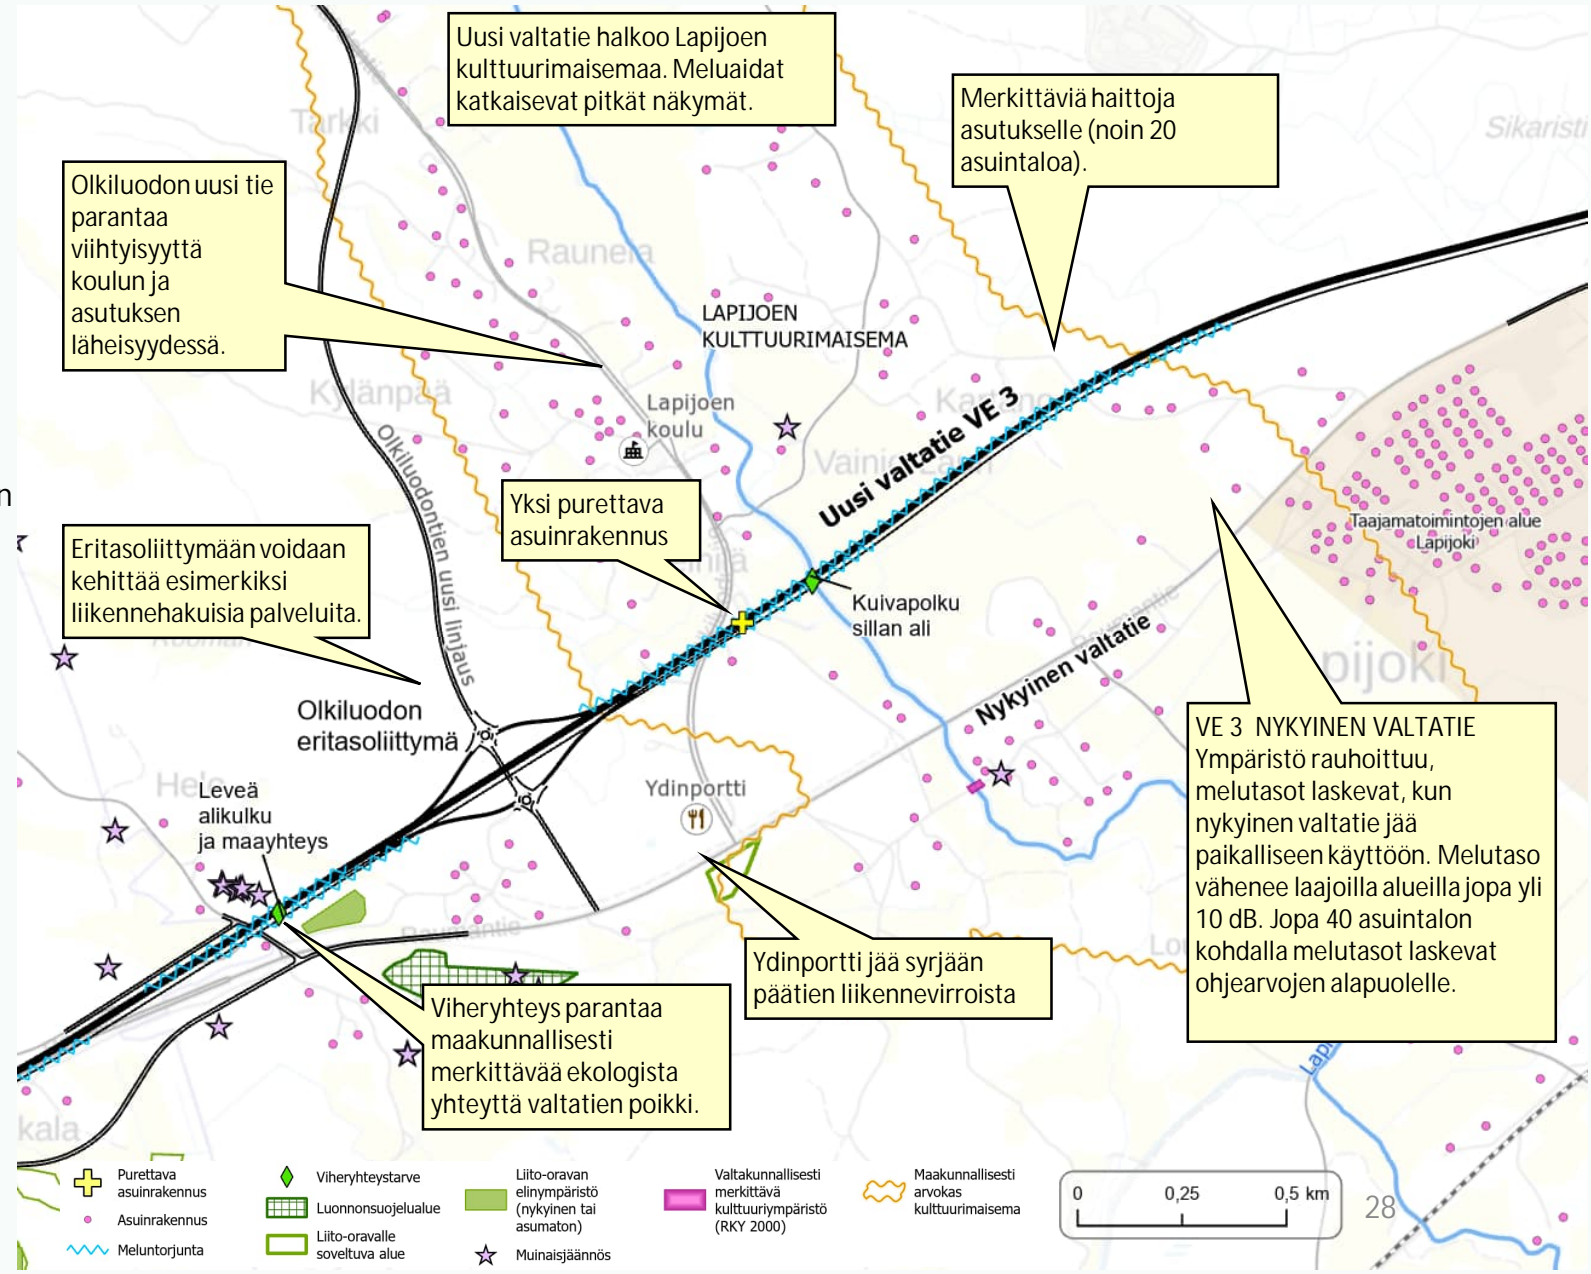 Uusi valtatie halkoo Lapijoen
kulttuurimaisemaa. Meluaidat
katkaisevat pitkät näkymät.
Merkittäviä haittoja
asutukselle (noin 20
asuintaloa).
Sikaristi
Tarkki
Olkiluodon uusi tie
parantaa
viihtyisyyttä
koulun ja
asutuksen
läheisyydessä.
Raunela
LAPIJOEN
KULTTUURIMAISEMA
Kylänpää
Lapijoen
koulu
Uusi valtatie VE 3
Olkiluodontien uusi linjaus
n
Yksi purettava
asuinrakennus
Taajamatoimintojen alue
Lapijoki
Eritasoliittymään voidaan
kehittää esimerkiksi
liikennehakuisia palveluita.
Kuivapolku
sillan ali
Nykyinen valtatie
pijoki
Olkiluodon
eritasoliittymä
VE 3 NYKYINEN VALTATIE
Ympäristö rauhoittuu,
melutasot laskevat, kun
nykyinen valtatie jää
paikalliseen käyttöön. Melutaso
vähenee laajoilla alueilla jopa yli
10 dB. Jopa 40 asuintalon
kohdalla melutasot laskevat
ohjearvojen alapuolelle.
Leveä
alikulku
ja maayhteys
Ydinportti
Raumantie
Ydinportti jää syrjään
päätien liikennevirroista
Viheryhteys parantaa
maakunnallisesti
merkittävää ekologista
yhteyttä valtatien poikki.
Lapi
kala
Purettava
asuinrakennus
Asuinrakennus
Meluntorjunta
Viheryhteystarve
Luonnonsuojelualue
Liito-oravalle
soveltuva alue
Liito-oravan
elinympäristö
(nykyinen tai
asumaton)
Muinaisjäännös
Valtakunnallisesti
merkittävä
kulttuuriympäristö
(RKY 2000)
Maakunnallisesti
arvokas
kulttuurimaisema
0 0,25 0,5 km
28